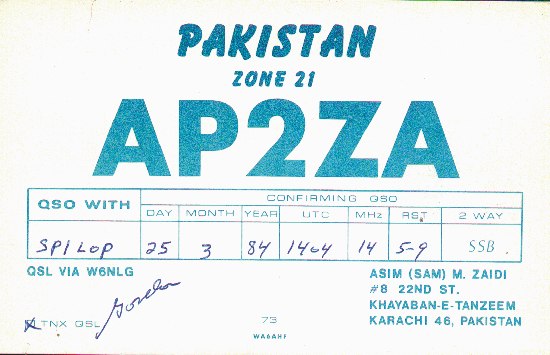 PAKISTAN
ZONE 21
AP2ZA
QSO WITH CONFIRMING QSO
DAY MONTH YEAR UTC MHz RST 2 WAY
SP1LOP 25 3 84 1404 14 5-9 SSB.
QSL VIA W6NLG
ASIM (SAM) M. ZAIDI
#8 22ND ST.
KHAYABAN-E-TANZEEM
KARACHI 46, PAKISTAN
Gordon
TNX QSL 73
WA6AHF